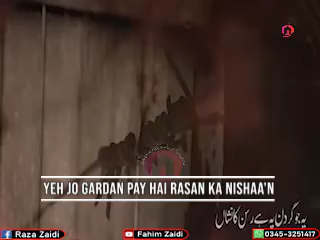 YEH JO GARDAN PAY HAI RASAN KA NISHAA'N
یہ جو گردن پہ ہے رسن کا نشاں
Raza Zaidi
Fahim Zaidi
0345-3251417